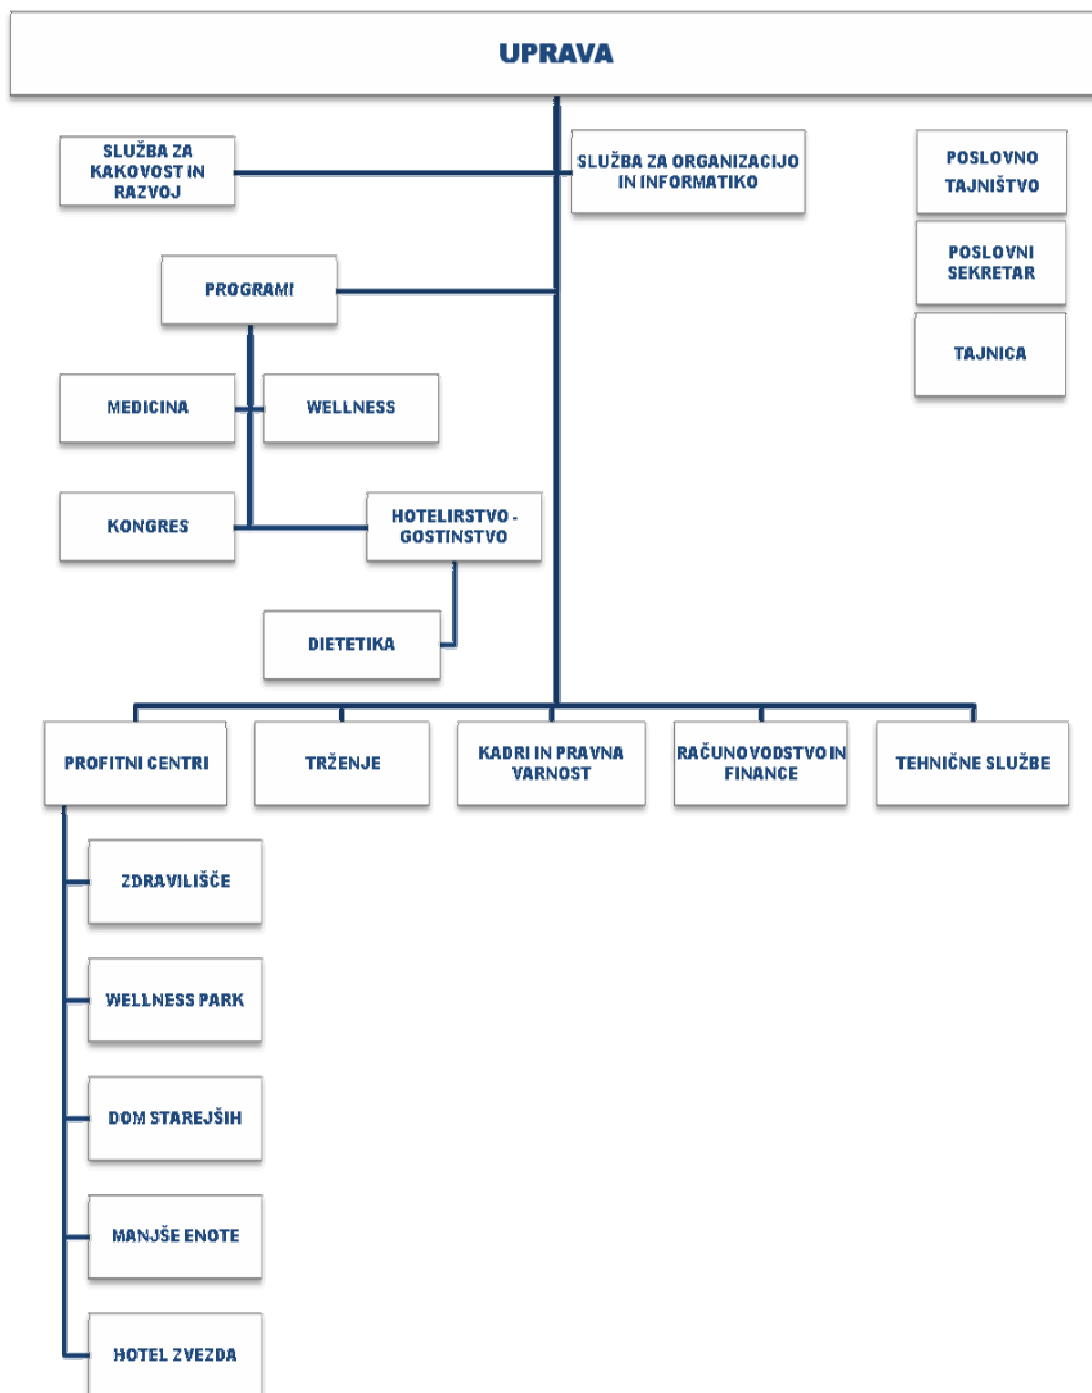 UPRAVA
SLUŽBA ZA
KAKOVOST IN
RAZVOJ
SLUŽBA ZA ORGANIZACIJO
IN INFORMATIKO
POSLOVNO
TAJNIŠTVO
POSLOVNI
SEKRETAR
TAJNICA
PROGRAMI
MEDICINA
WELLNESS
KONGRES
HOTELIRSTVO -
GOSTINSTVO
DIETETIKA
PROFITNI CENTRI
TRŽENJE
KADRI IN PRAVNA
VARNOST
RAČUNOVODSTVO IN
FINANCE
TEHNIČNE SLUŽBE
ZDRAVILIŠČE
WELLNESS PARK
DOM STAREJŠIH
MANJŠE ENOTE
HOTEL ZVEZDA